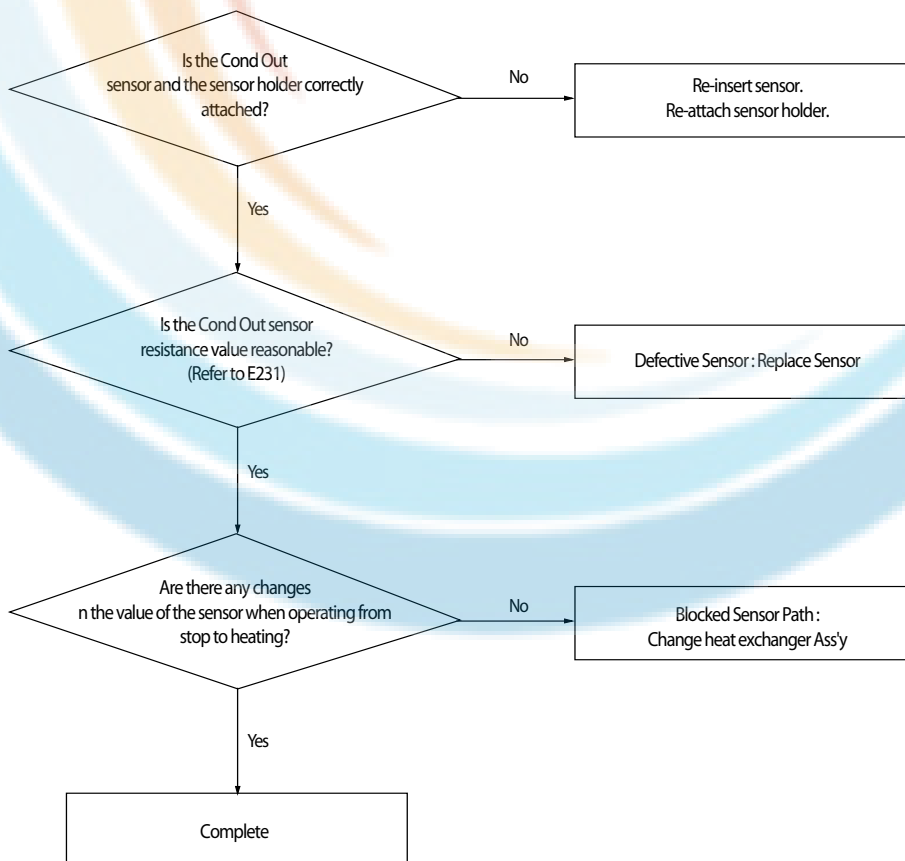 Is the Cond Out
sensor and the sensor holder correctly
attached?
No
Re-insert sensor.
Re-attach sensor holder.
Yes
Is the Cond Out sensor
resistance value reasonable?
(Refer to E231)
No
Defective Sensor : Replace Sensor
Yes
Are there any changes
n the value of the sensor when operating from
stop to heating?
No
Blocked Sensor Path :
Change heat exchanger Ass'y
Yes
Complete